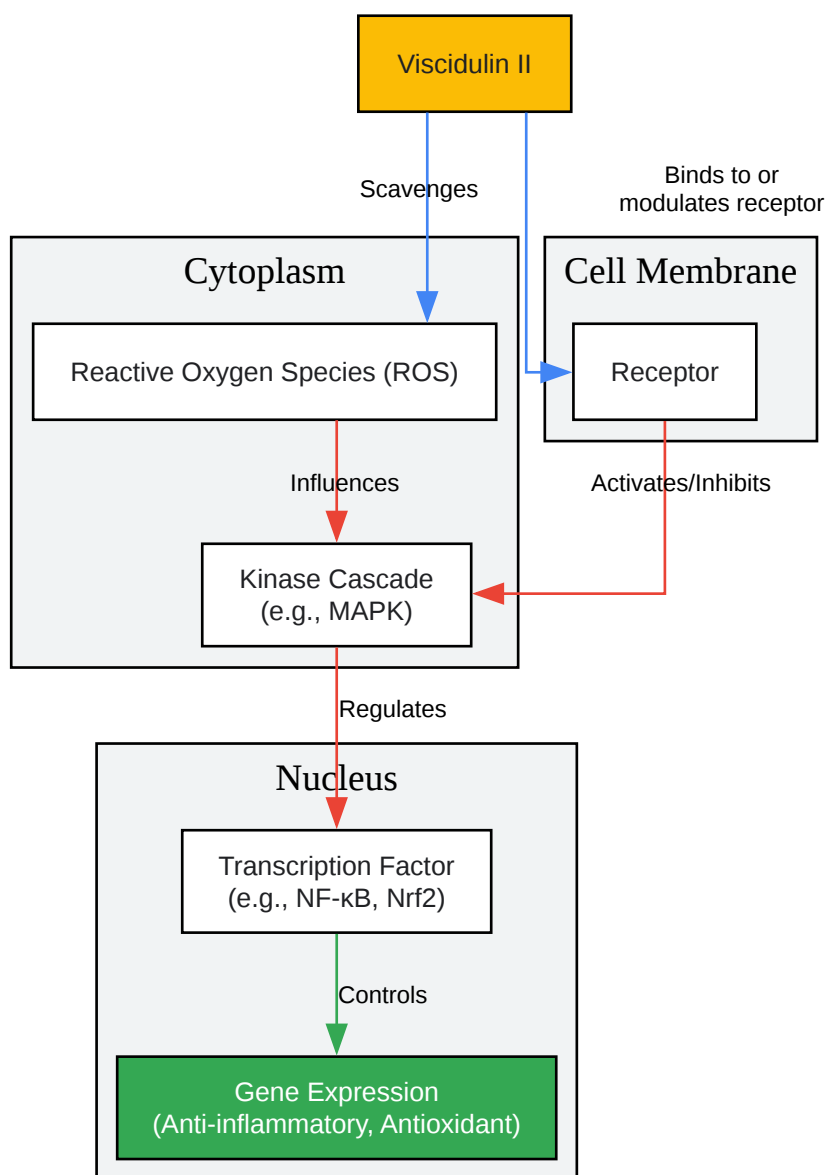 Viscidulin II
Scavenges
Binds to or
modulates receptor
Cytoplasm
Cell Membrane
Reactive Oxygen Species (ROS)
Receptor
Influences
Activates/Inhibits
Kinase Cascade
(e.g., MAPK)
Regulates
Nucleus
Transcription Factor
(e.g., NF-κB, Nrf2)
Controls
Gene Expression
(Anti-inflammatory, Antioxidant)